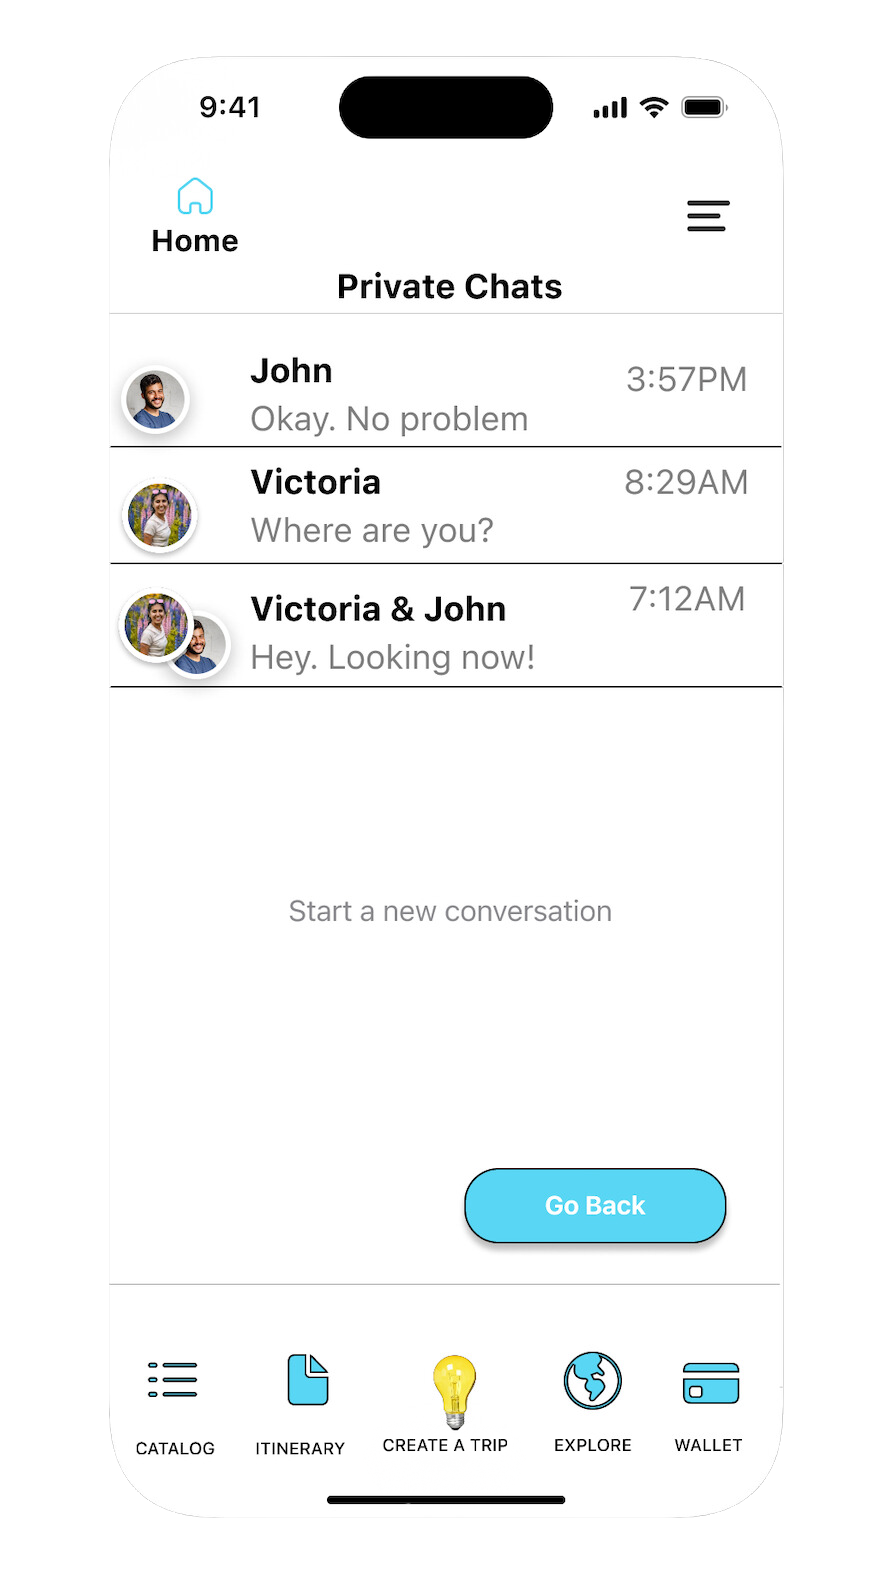 9:41
Home
Private Chats
John
3:57PM
Okay. No problem
Victoria
8:29AM
Where are you?
Victoria & John
7:12AM
Hey. Looking now!
Start a new conversation
Go Back
CATALOG
ITINERARY
CREATE A TRIP
EXPLORE
WALLET